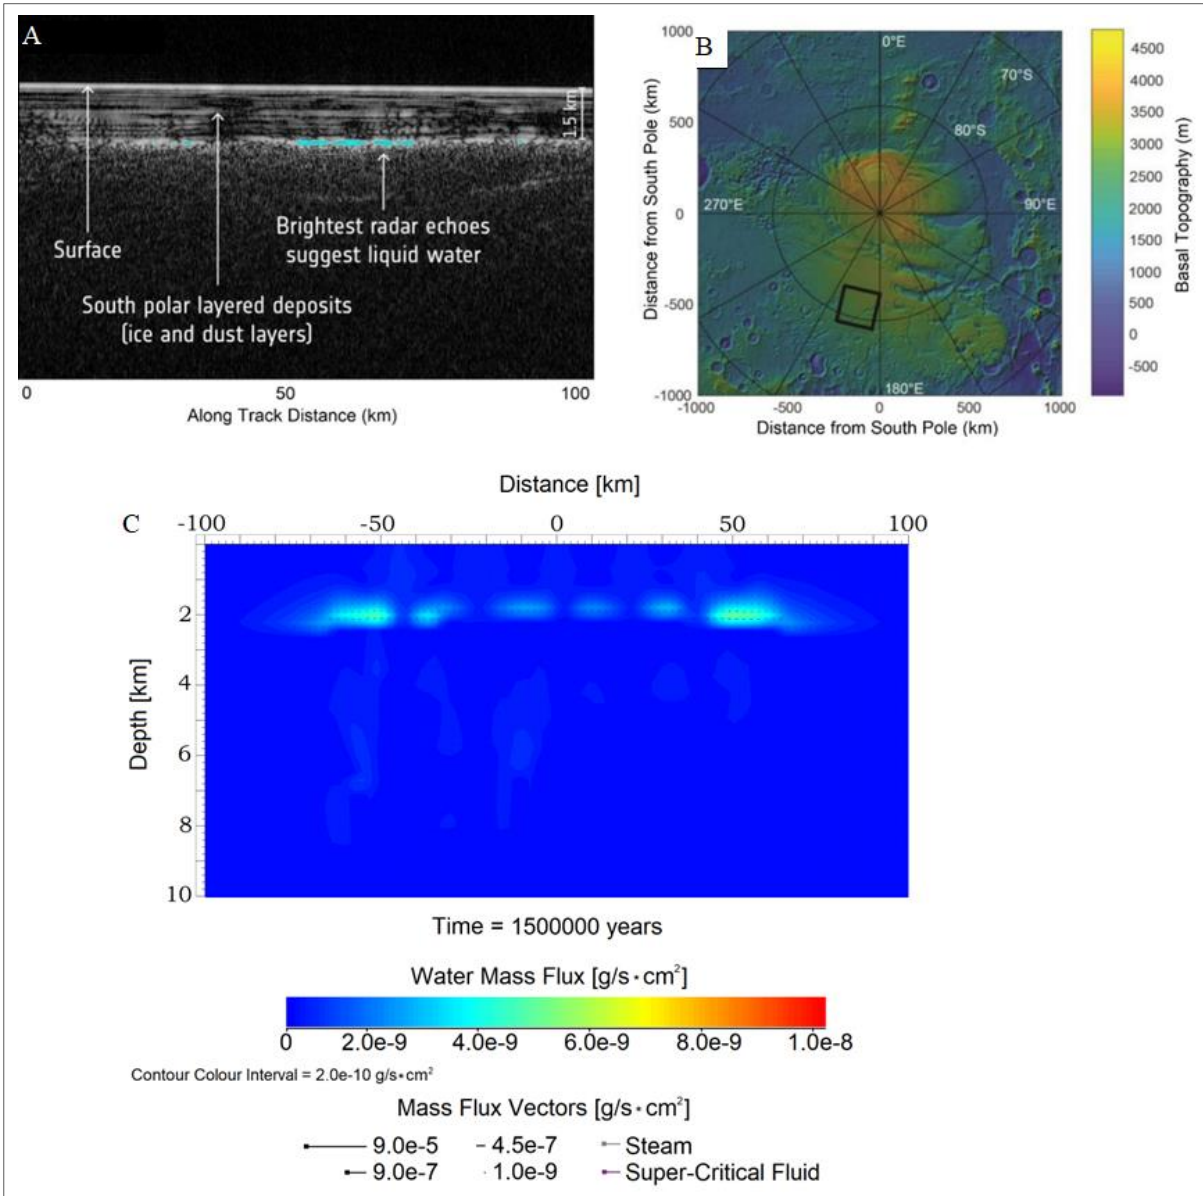 A
1.5 km
Surface
Brightest radar echoes
suggest liquid water
South polar layered deposits
(ice and dust layers)
0 50 100
Along Track Distance (km)
B
1000
500
0
-500
-1000
Distance from South Pole (km)
0°E
70°S
80°S
270°E
90°E
180°E
-1000 -500 0 500 1000
Distance from South Pole (km)
4500
4000
3500
3000
2500
2000
1500
1000
500
0
-500
Basal Topography (m)
C
Distance [km]
-100 -50 0 50 100
2
4
6
8
10
Depth [km]
Time = 1500000 years
Water Mass Flux [g/s•cm²]
0 2.0e-9 4.0e-9 6.0e-9 8.0e-9 1.0e-8
Contour Colour Interval = 2.0e-10 g/s•cm²
Mass Flux Vectors [g/s•cm²]
9.0e-5 4.5e-7 Steam
9.0e-7 1.0e-9 Super-Critical Fluid